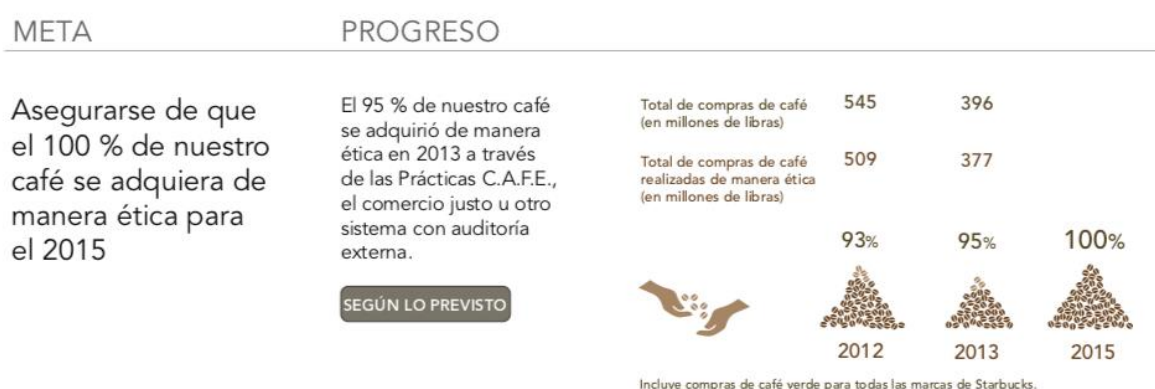 META
PROGRESO
Asegurarse de que
el 100 % de nuestro
café se adquiera de
manera ética para
el 2015
El 95 % de nuestro café
se adquirió de manera
ética en 2013 a través
de las Prácticas C.A.F.E.,
el comercio justo u otro
sistema con auditoría
externa.
SEGÚN LO PREVISTO
Total de compras de café 545 396
(en millones de libras)
Total de compras de café 509 377
realizadas de manera ética
(en millones de libras)
93% 95% 100%
2012 2013 2015
Incluye compras de café verde para todas las marcas de Starbucks.